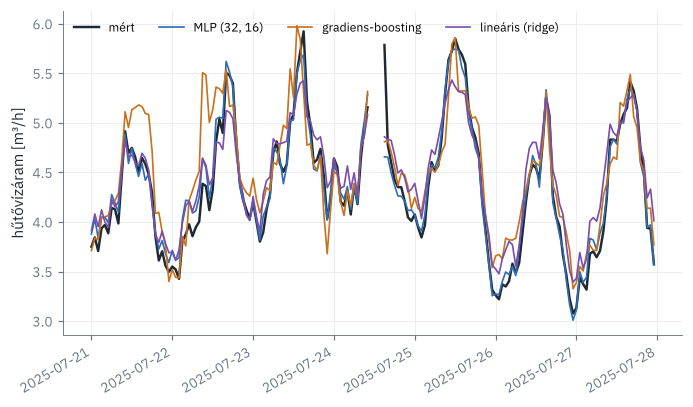 mért MLP (32, 16) gradiens-boosting lineáris (ridge)
hűtővízáram [m³/h]
6.0
5.5
5.0
4.5
4.0
3.5
3.0
2025-07-21 2025-07-22 2025-07-23 2025-07-24 2025-07-25 2025-07-26 2025-07-27 2025-07-28